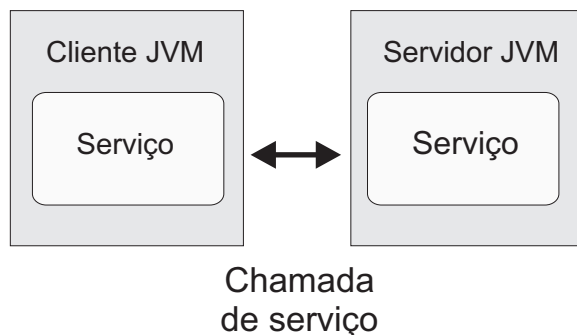 Cliente JVM
Servidor JVM
Serviço
Serviço
Chamada
de serviço